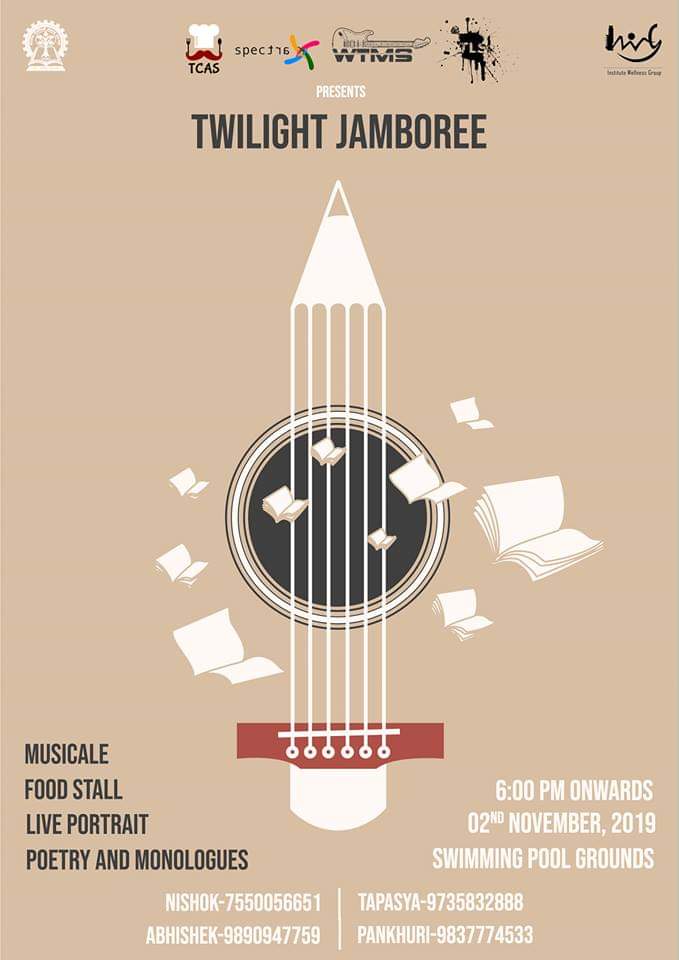 TCAS
spectra
WTMS
Institute Wellness Group
PRESENTS
TWILIGHT JAMBOREE
MUSICALE
FOOD STALL
LIVE PORTRAIT
POETRY AND MONOLOGUES
6:00 PM ONWARDS
02ND NOVEMBER, 2019
SWIMMING POOL GROUNDS
NISHOK-7550056651
ABHISHEK-9890947759
TAPASYA-9735832888
PANKHURI-9837774533